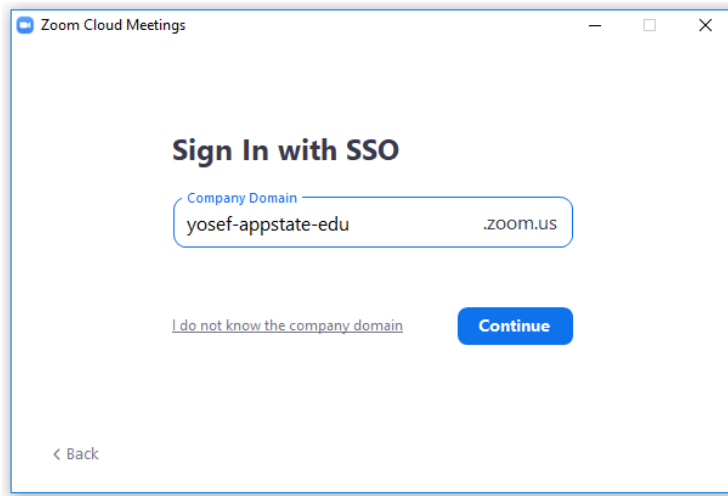 Zoom Cloud Meetings
Sign In with SSO
Company Domain
yosef-appstate-edu .zoom.us
I do not know the company domain Continue
Back